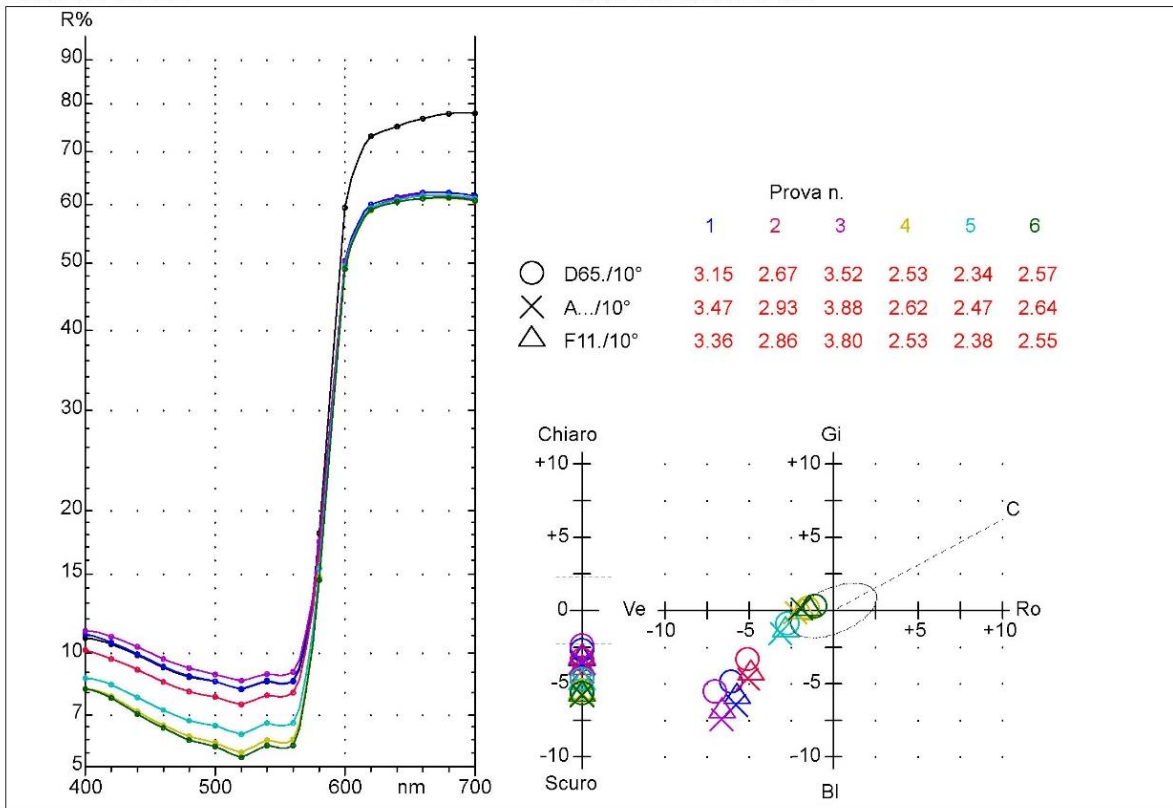 R%
90
80
70
60
50
40
30
20
15
10
7
5
400 500 600 nm 700
Prova n.
1 2 3 4 5 6
D65./10° 3.15 2.67 3.52 2.53 2.34 2.57
A.../10° 3.47 2.93 3.88 2.62 2.47 2.64
F11./10° 3.36 2.86 3.80 2.53 2.38 2.55
Chiaro
+10
+5
0
-5
-10
Scuro
Gi
+10
C
+5
Ve 0 Ro
-10 -5 +5 +10
-5
-10
Bl